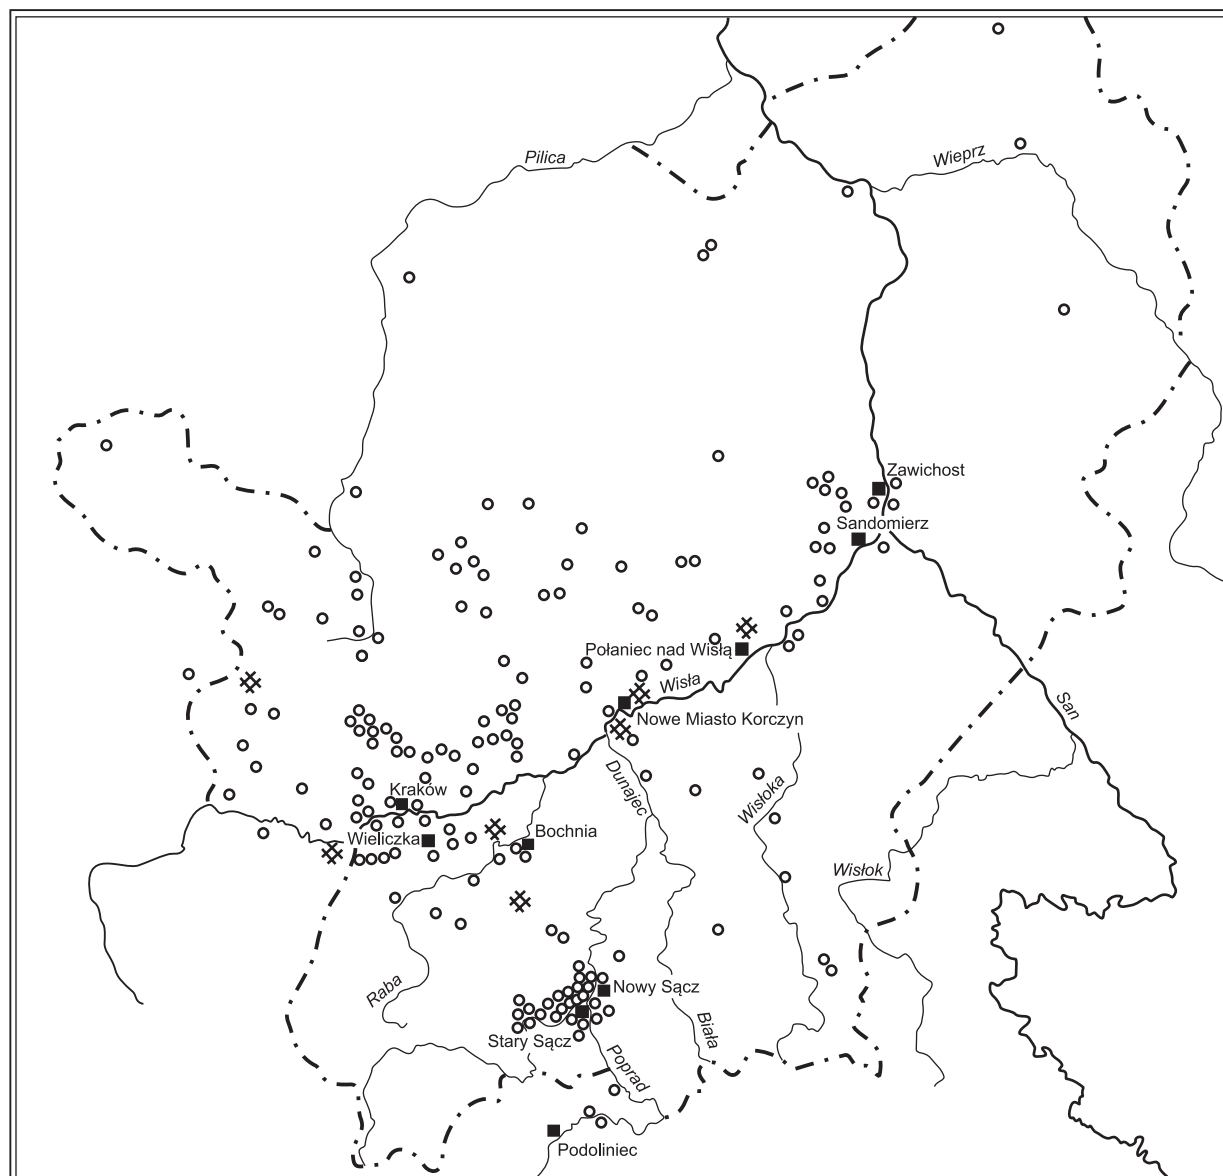 Pilica
Wieprz
Zawichost
Sandomierz
Połaniec nad Wisłą
Wisła
San
Nowe Miasto Korczyn
Dunajec
Wisłoka
Kraków
Wieliczka
Bochnia
Wisłok
Raba
Nowy Sącz
Stary Sącz
Biała
Poprad
Podoliniec